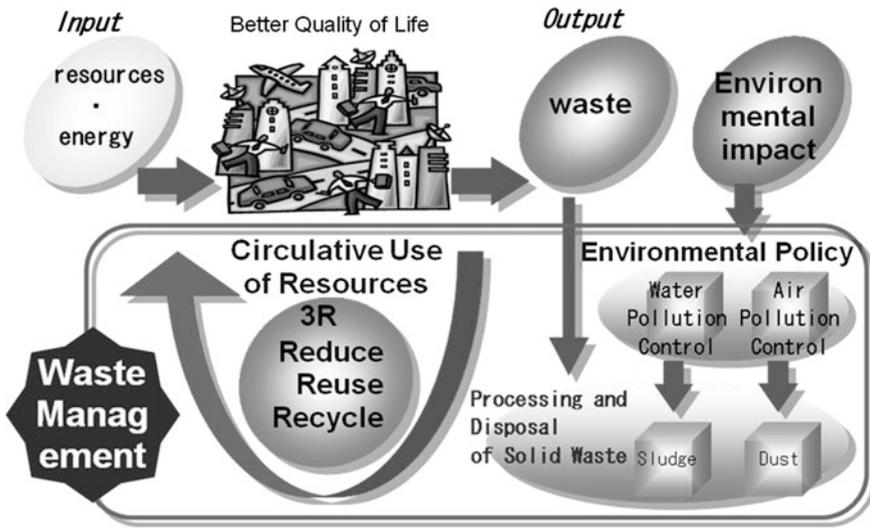 Input
Better Quality of Life
Output
resources
・
energy
waste
Environ
mental
impact
Circulative Use
of Resources
3R
Reduce
Reuse
Recycle
Environmental Policy
Water
Pollution
Control
Air
Pollution
Control
Waste
Manag
ement
Processing and
Disposal
of Solid Waste
Sludge
Dust